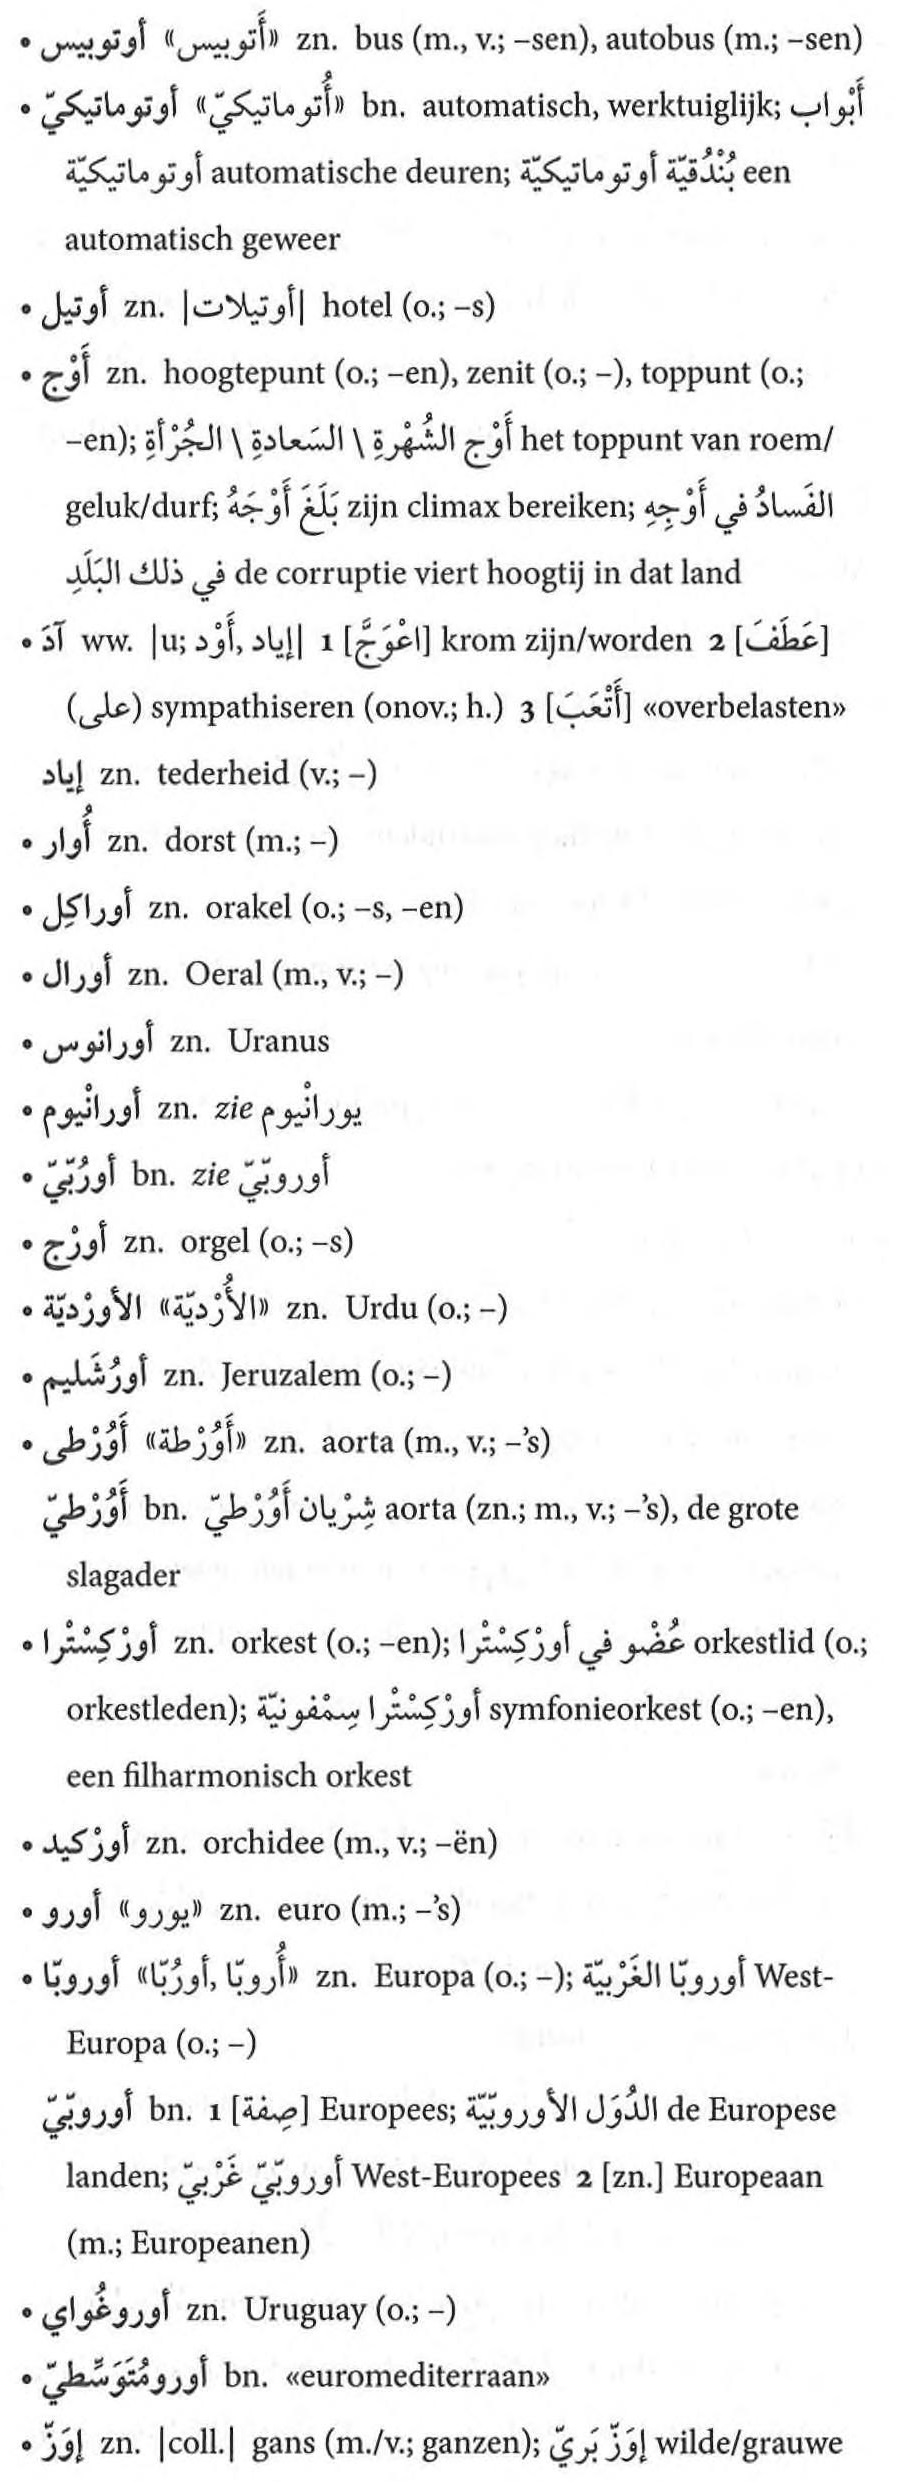 • أوتوبيس «أَتوبيس» zn. bus (m., v.; –sen), autobus (m.; –sen)
• أوتوماتيكيّ «أُتوماتيكيّ» bn. automatisch, werktuiglijk; أَبْواب
أوتوماتيكيّة automatische deuren; بُنْدُقيّة أوتوماتيكيّة een
automatisch geweer
• أوتيل zn. |أوتيلات| hotel (o.; –s)
• أَوْج zn. hoogtepunt (o.; –en), zenit (o.; –), toppunt (o.;
–en); أَوْج الشُهْرةِ \ السَعادةِ \ الجُرْأةِ het toppunt van roem/
geluk/durf; بَلَغَ أَوْجَهُ zijn climax bereiken; الفَسادُ في أَوْجِهِ
في ذلك البَلَدِ de corruptie viert hoogtij in dat land
• آدَ ww. |u; إياد, أَوْد| 1 [اعْوَجَّ] krom zijn/worden 2 [عَطَفَ]
(على) sympathiseren (onov.; h.) 3 [أَتْعَبَ] «overbelasten»
إياد zn. tederheid (v.; –)
• أُوار zn. dorst (m.; –)
• أوراكِل zn. orakel (o.; –s, –en)
• أورال zn. Oeral (m., v.; –)
• أورانوس zn. Uranus
• أورانْيوم zn. zie يورانْيوم
• أورُبّيّ bn. zie أوروبّيّ
• أورْج zn. orgel (o.; –s)
• الأورْديّة «الأُرْديّة» zn. Urdu (o.; –)
• أورُشَليم zn. Jeruzalem (o.; –)
• أَوُرْطى «أَوُرْطة» zn. aorta (m., v.; –’s)
أَوُرْطيّ bn. شِرْيان أَوُرْطيّ aorta (zn.; m., v.; –’s), de grote
slagader
• أورْكِسْتْرا zn. orkest (o.; –en); عُضْو في أورْكِسْتْرا orkestlid (o.;
orkestleden); أورْكِسْتْرا سِمْفونيّة symfonieorkest (o.; –en),
een filharmonisch orkest
• أورْكيد zn. orchidee (m., v.; –ën)
• أورو «يورو» zn. euro (m.; –’s)
• أوروبّا «أُروبّا, أورُبّا» zn. Europa (o.; –); أوروبّا الغَرْبيّة West-
Europa (o.; –)
أوروبّيّ bn. 1 [صِفة] Europees; الدُوَل الأوروبّيّة de Europese
landen; أوروبّيّ غَرْبيّ West-Europees 2 [zn.] Europeaan
(m.; Europeanen)
• أوروغُواي zn. Uruguay (o.; –)
• أورومُتَوَسِّطيّ bn. «euromediterraan»
• إوَزّ zn. |coll.| gans (m./v.; ganzen); إوَزّ بَريّ wilde/grauwe